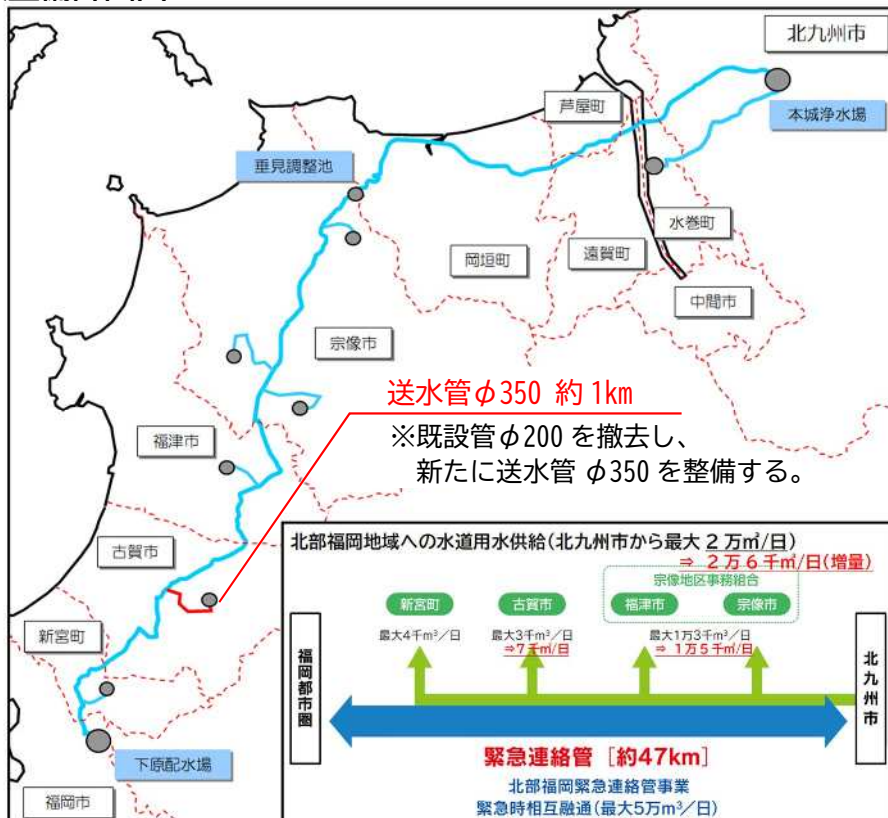 北九州市
芦屋町
本城浄水場
垂見調整池
水巻町
岡垣町
遠賀町
中間市
宗像市
送水管φ350 約1km
※既設管φ200を撤去し、
新たに送水管φ350を整備する。
福津市
古賀市
新宮町
下原配水場
福岡市
北部福岡地域への水道用水供給(北九州市から最大 2万㎥/日)
⇒ 2万6千㎥/日(増量)
宗像地区事務組合
新宮町
古賀市
福津市
宗像市
最大4千m³/日
最大3千m³/日
最大1万3千m³/日
⇒7千㎥/日
⇒ 1万5千㎥/日
福岡都市圏
北九州市
緊急連絡管 [約47km]
北部福岡緊急連絡管事業
緊急時相互融通(最大5万m³/日)